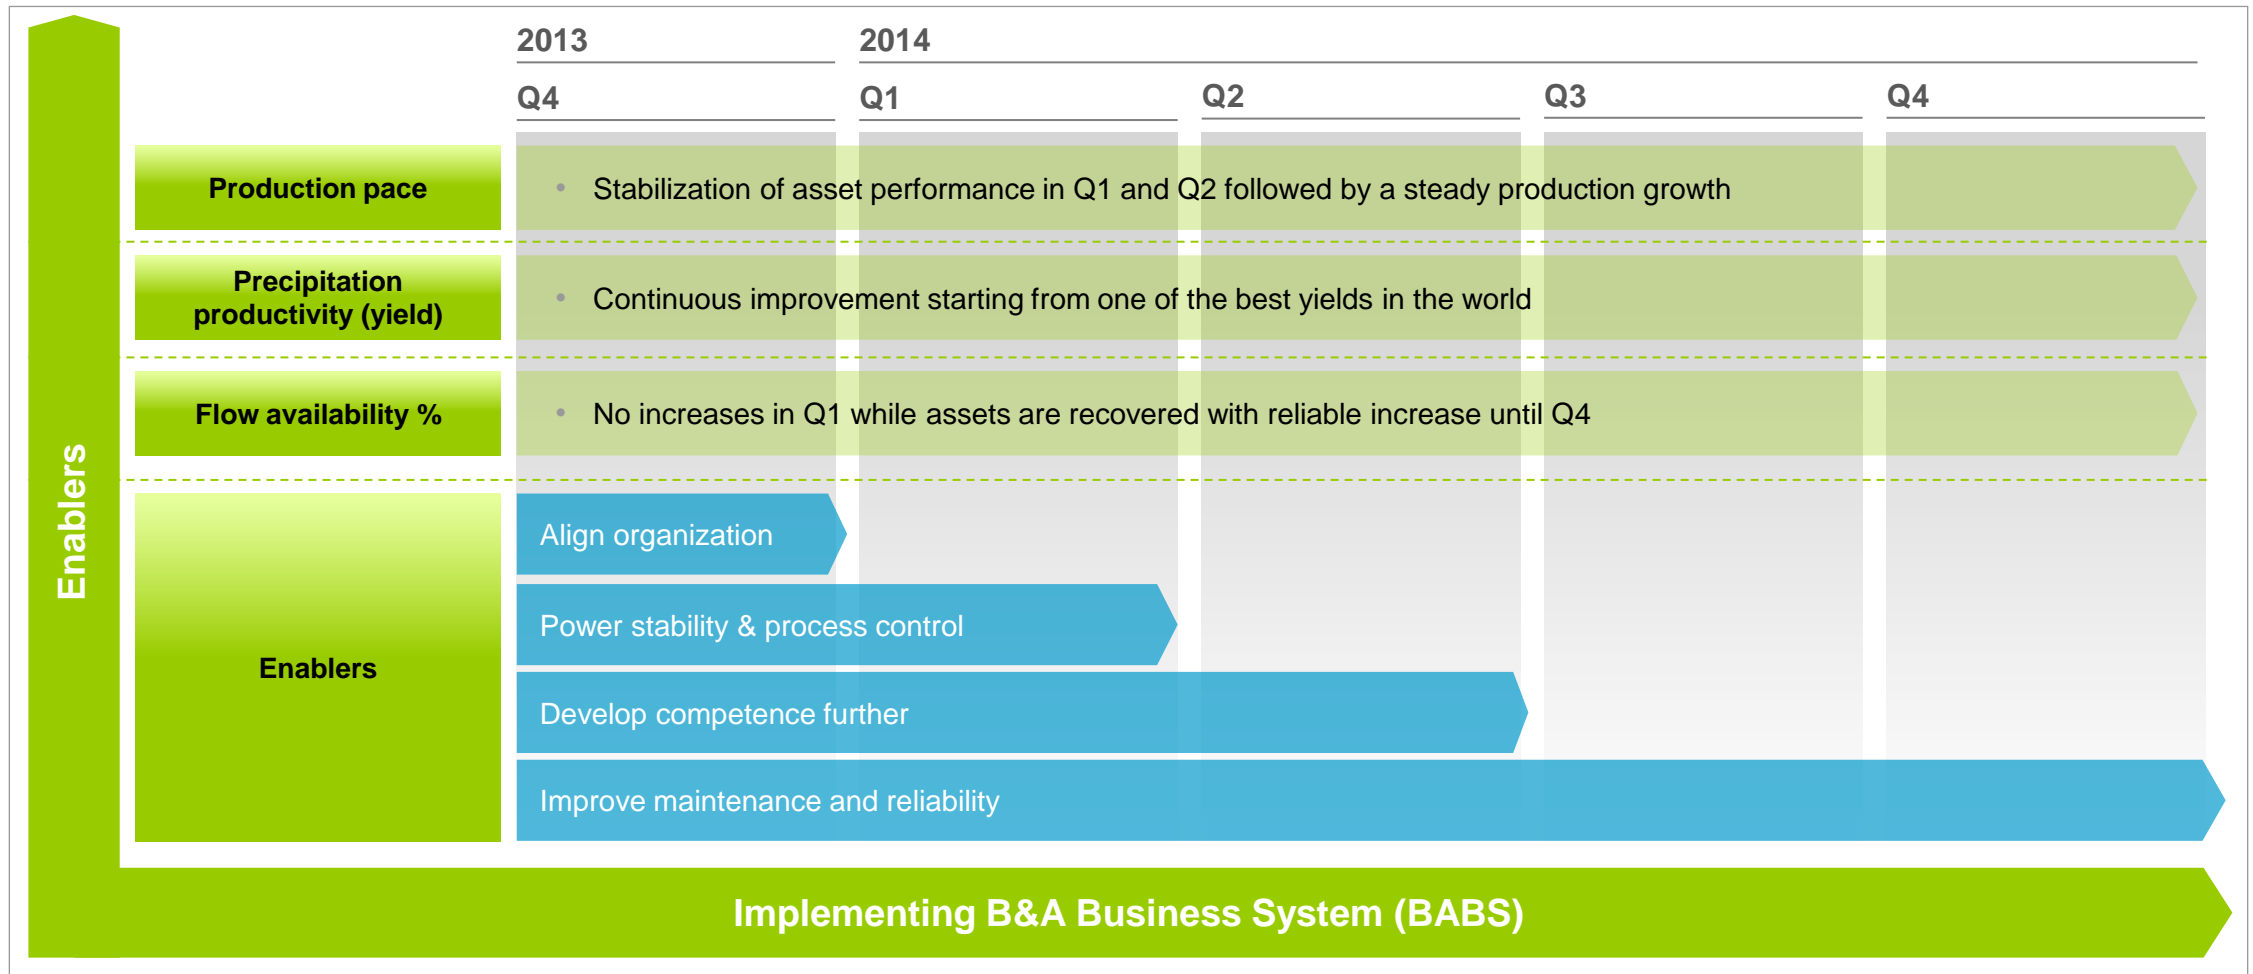 2013
2014
Q4
Q1
Q2
Q3
Q4
Production pace
• Stabilization of asset performance in Q1 and Q2 followed by a steady production growth
Precipitation
productivity (yield)
• Continuous improvement starting from one of the best yields in the world
Flow availability %
• No increases in Q1 while assets are recovered with reliable increase until Q4
Enablers
Enablers
Align organization
Power stability & process control
Develop competence further
Improve maintenance and reliability
Implementing B&A Business System (BABS)